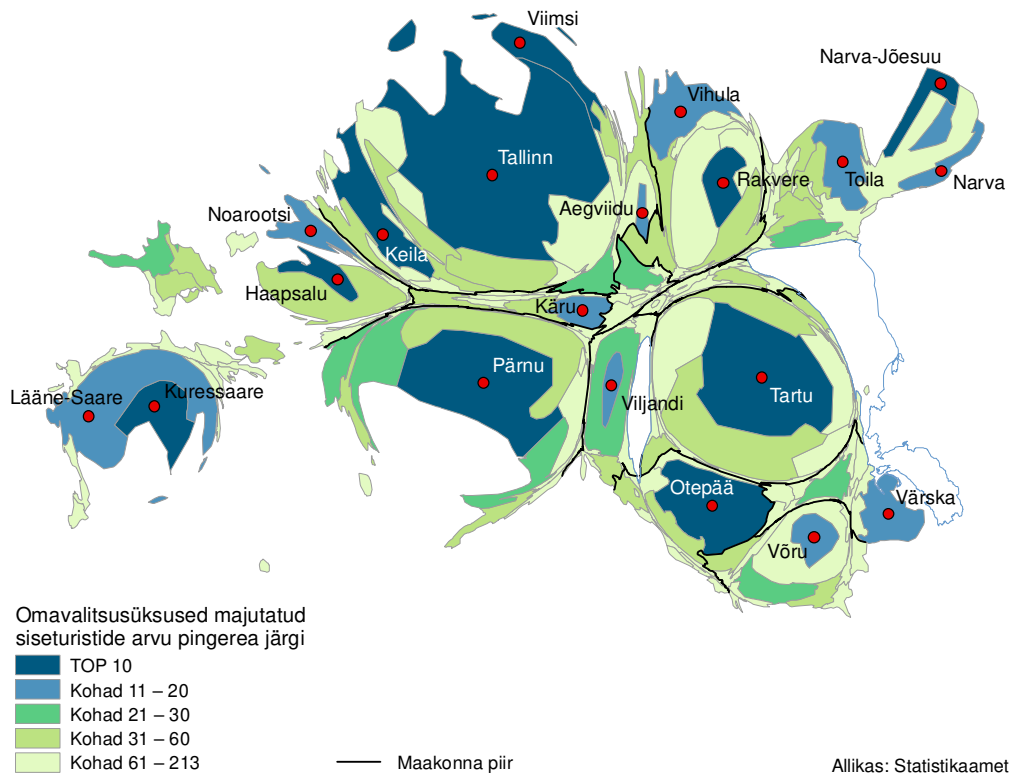 Viimsi
Narva-Jõesuu
Vihula
Tallinn
Rakvere
Toila
Narva
Noarootsi
Aegviidu
Keila
Haapsalu
Käru
Pärnu
Lääne-Saare
Kuressaare
Viljandi
Tartu
Otepää
Värska
Võru
Omavalitsusüksused majutatud
siseturistide arvu pingerea järgi
TOP 10
Kohad 11 – 20
Kohad 21 – 30
Kohad 31 – 60
Kohad 61 – 213
Maakonna piir
Allikas: Statistikaamet